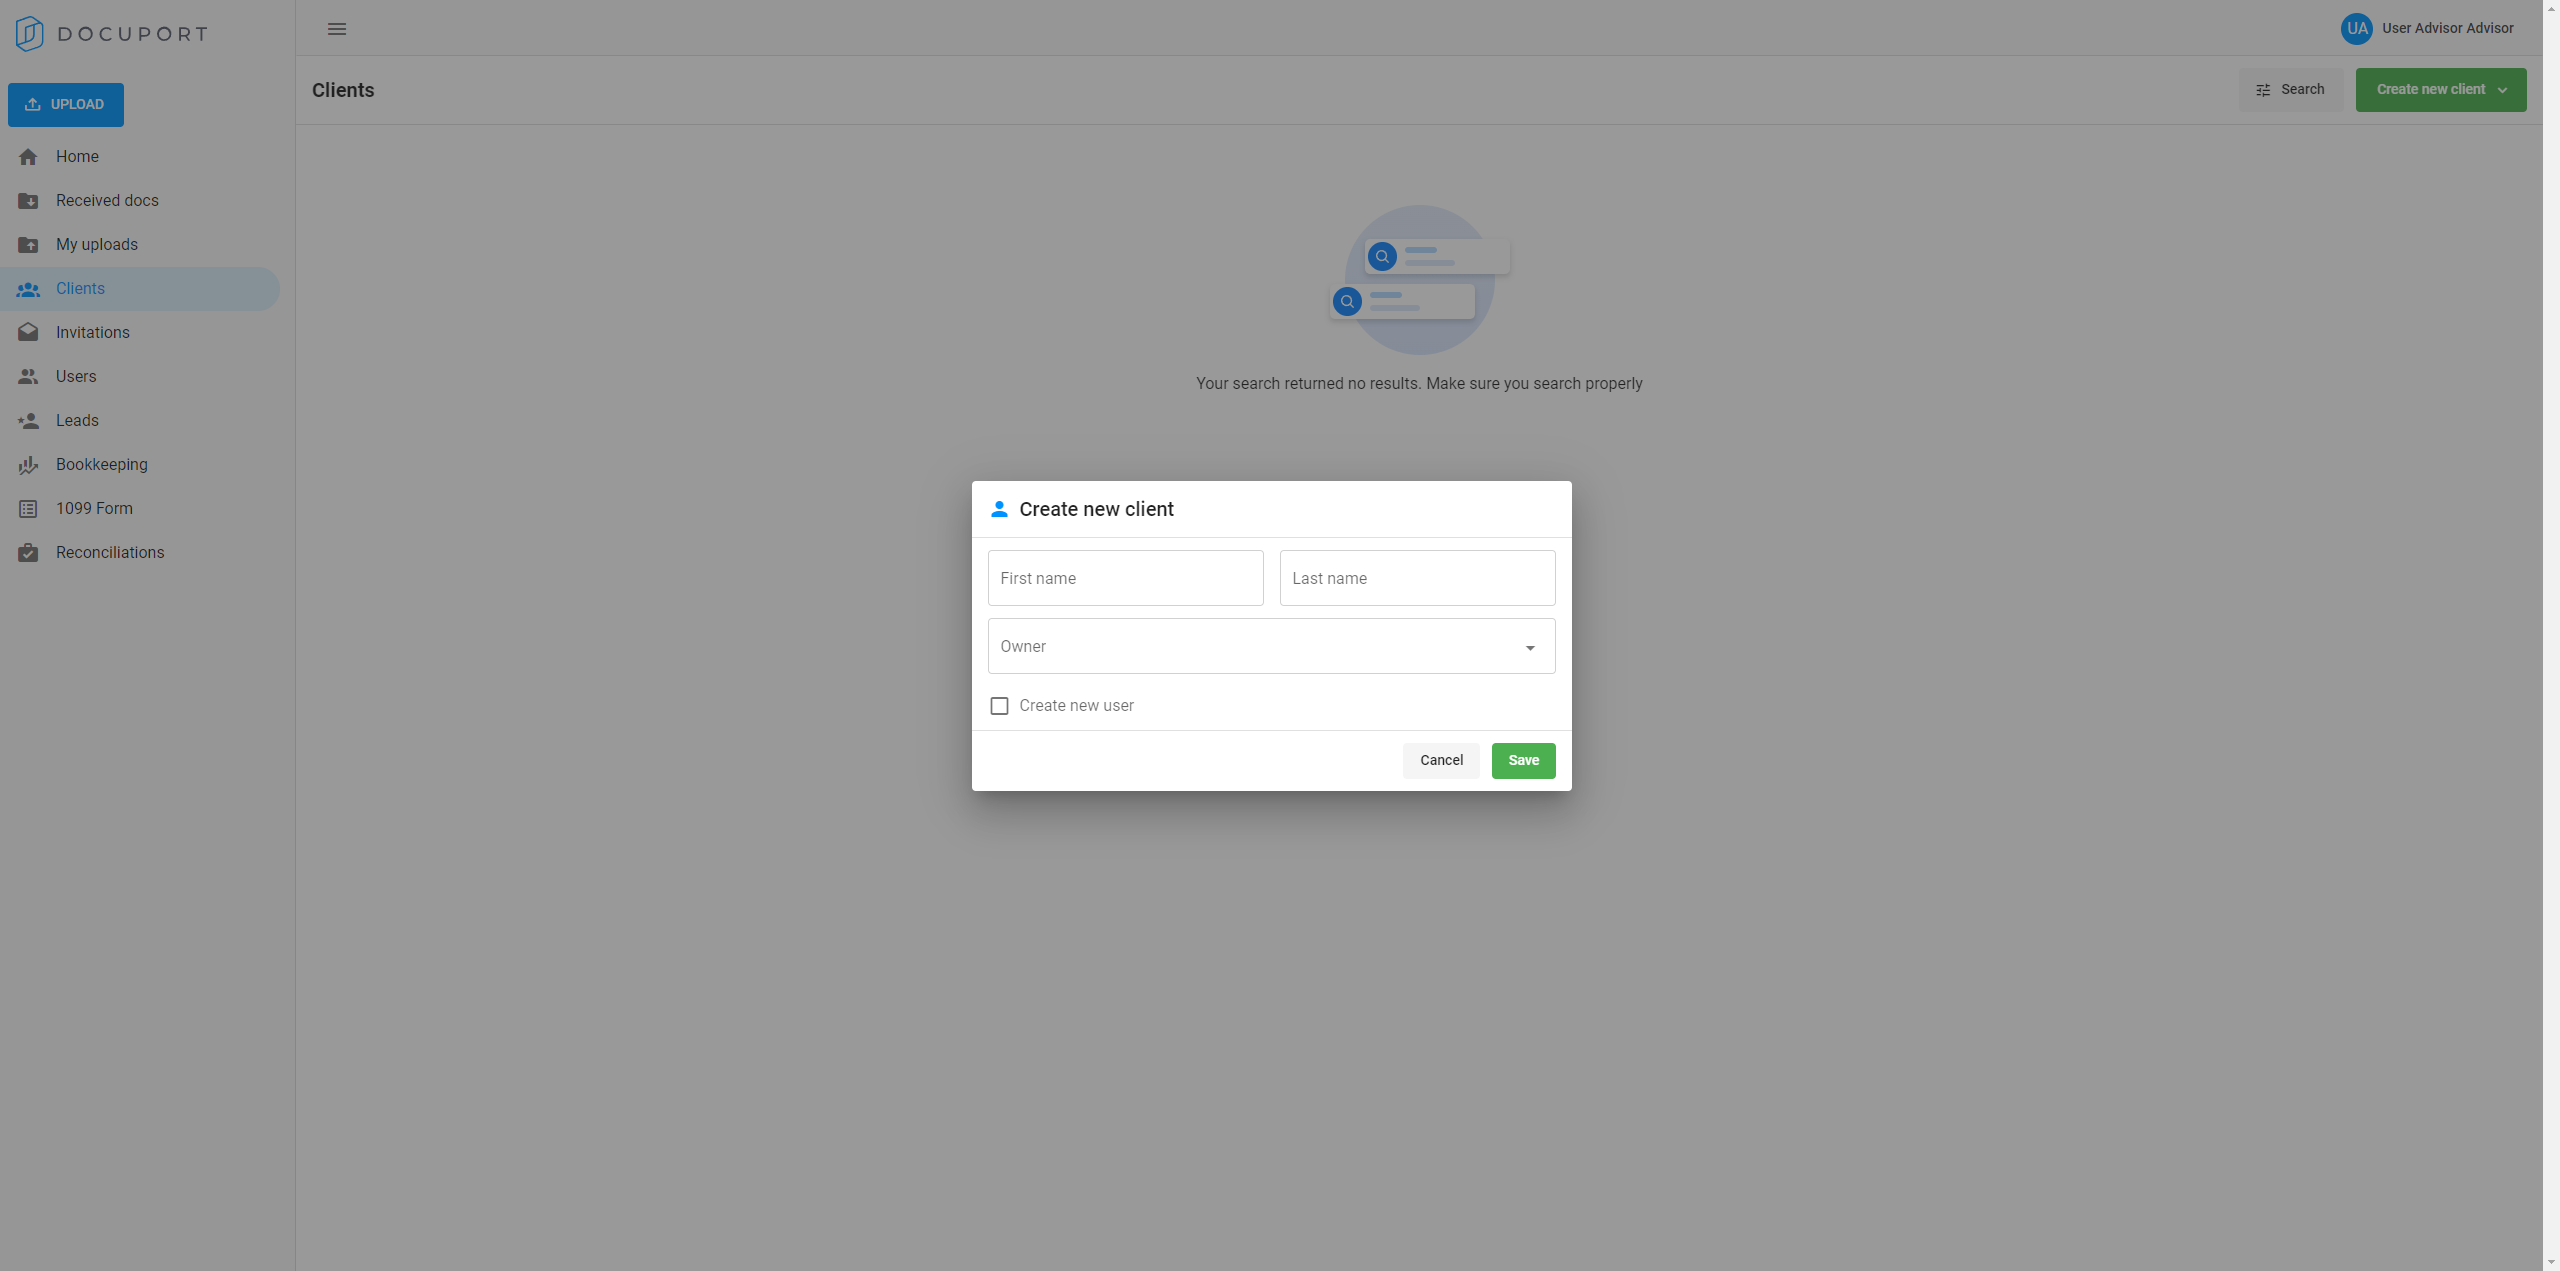 DOCUPORT
UA User Advisor Advisor
Clients
Search
Create new client
UPLOAD
Home
Received docs
My uploads
Clients
Invitations
Users
Leads
Bookkeeping
1099 Form
Reconciliations
Your search returned no results. Make sure you search properly
Create new client
First name
Last name
Owner
Create new user
Cancel
Save